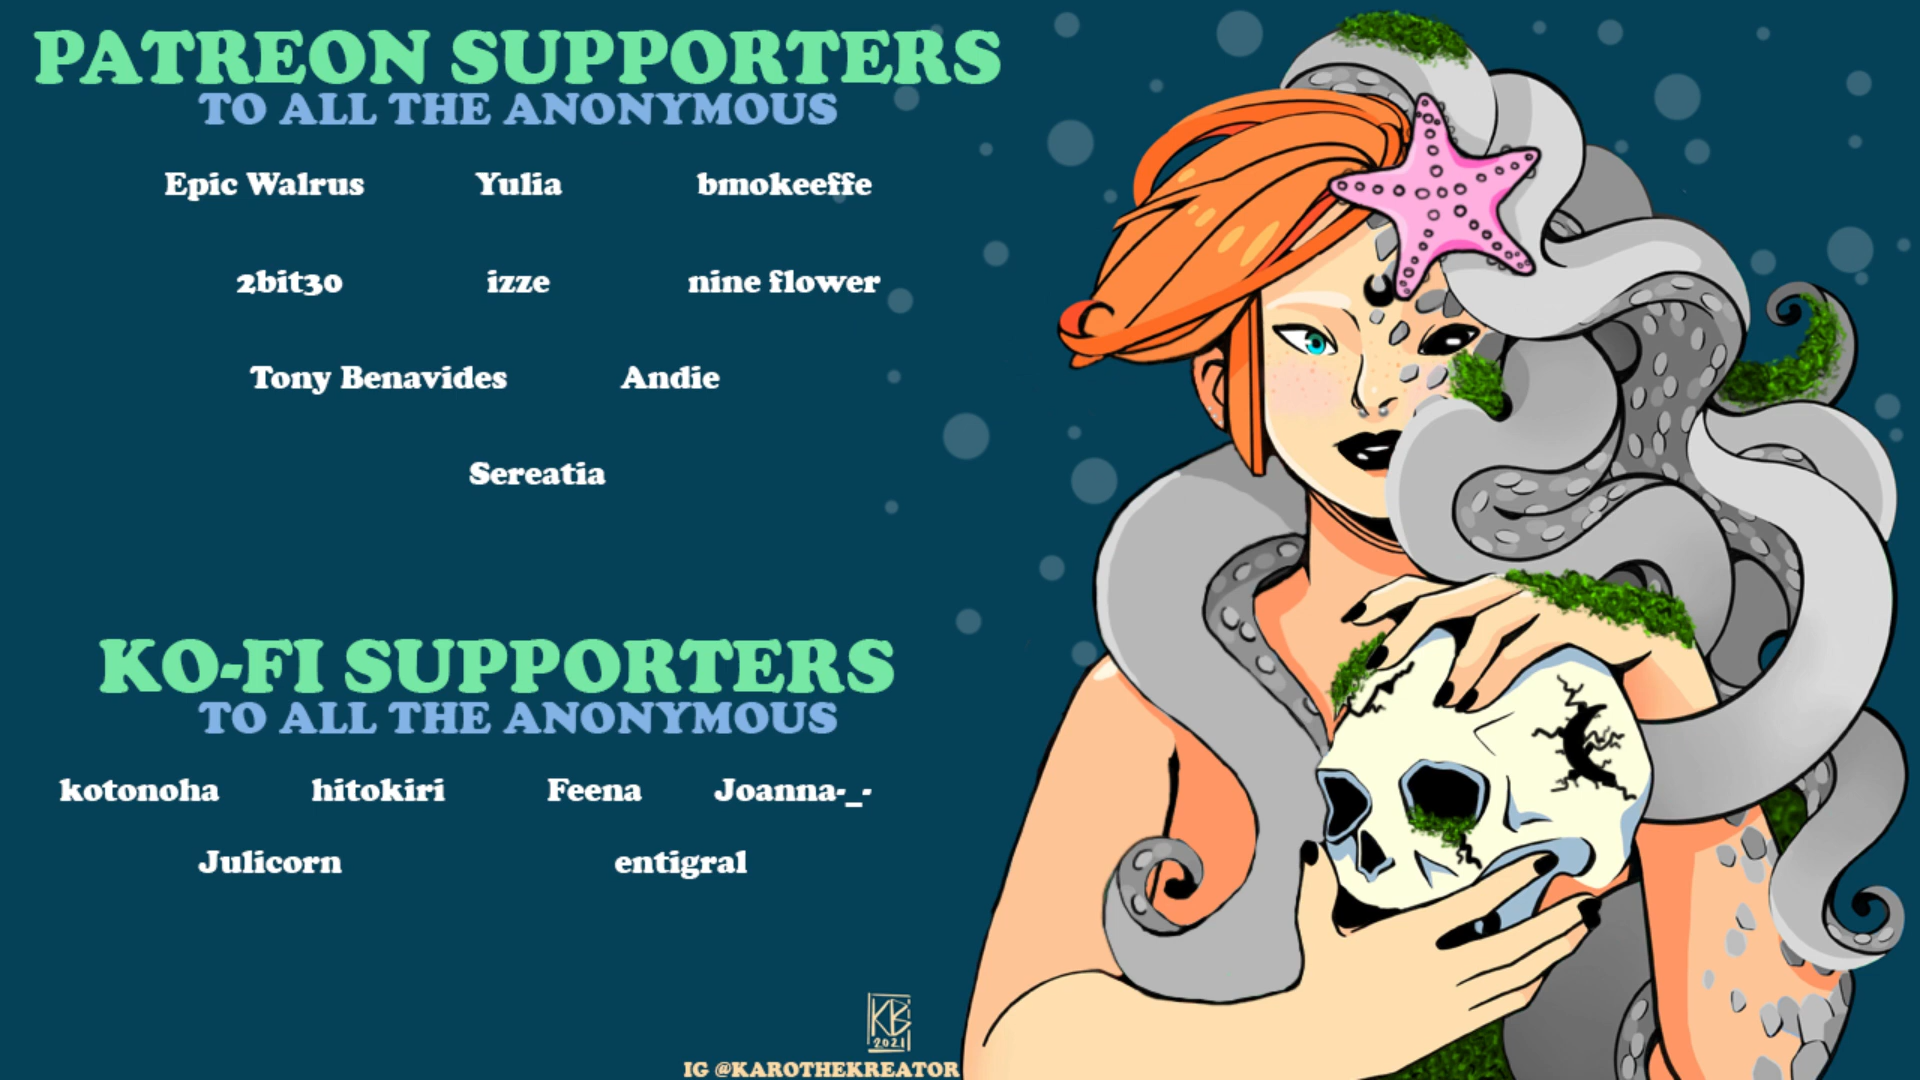 PATREON SUPPORTERS
TO ALL THE ANONYMOUS
Epic Walrus Yulia bmokeeffe
2bit30 izze nine flower
Tony Benavides Andie
Sereatia
KO-FI SUPPORTERS
TO ALL THE ANONYMOUS
kotonoha hitokiri Feena Joanna-_-
Julicorn entigral
KB
2021
IG @KAROTHEKREATOR